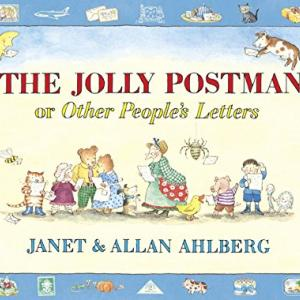 THE JOLLY POSTMAN
or Other People's Letters
JANET & ALLAN AHLBERG